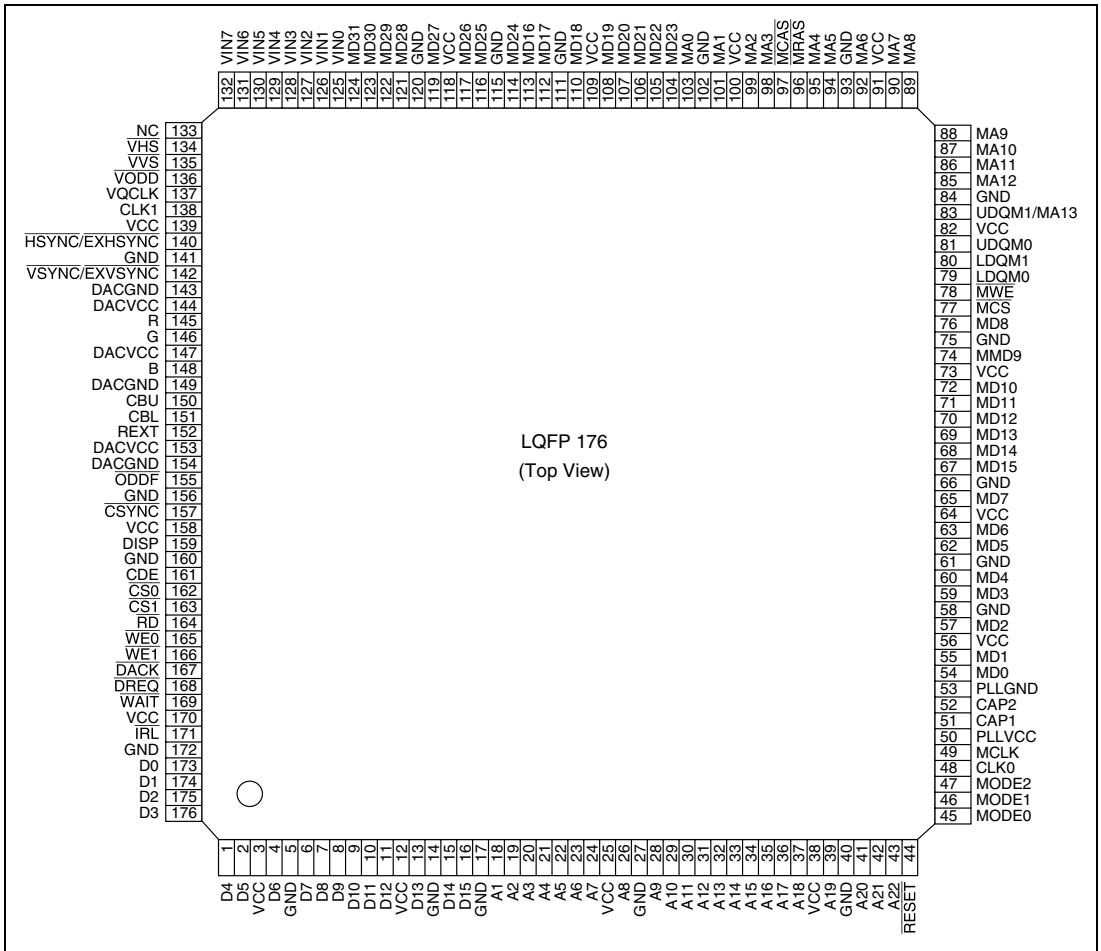 VIN7 132
VIN6 131
VIN5 130
VIN4 129
VIN3 128
VIN2 127
VIN1 126
VIN0 125
MD31 124
MD30 123
MD29 122
MD28 121
GND 120
MD27 119
VCC 118
MD26 117
MD25 116
GND 115
MD24 114
MD16 113
MD17 112
GND 111
MD18 110
VCC 109
MD19 108
MD20 107
MD21 106
MD22 105
MD23 104
MA0 103
GND 102
MA1 101
VCC 100
MA2 99
MA3 98
MCAS 97
MRAS 96
MA4 95
MA5 94
GND 93
MA6 92
VCC 91
MA7 90
MA8 89
NC 133
VHS 134
VVS 135
VODD 136
VQCLK 137
CLK1 138
VCC 139
HSYNC/EXHSYNC 140
GND 141
VSYNC/EXVSYNC 142
DACGND 143
DACVCC 144
R 145
G 146
DACVCC 147
B 148
DACGND 149
CBU 150
CBL 151
REXT 152
DACVCC 153
DACGND 154
ODDF 155
GND 156
CSYNC 157
VCC 158
DISP 159
GND 160
CDE 161
CS0 162
CS1 163
RD 164
WE0 165
WE1 166
DACK 167
DREQ 168
WAIT 169
VCC 170
IRL 171
GND 172
D0 173
D1 174
D2 175
D3 176
LQFP 176
(Top View)
88 MA9
87 MA10
86 MA11
85 MA12
84 GND
83 UDQM1/MA13
82 VCC
81 UDQM0
80 LDQM1
79 LDQM0
78 MWE
77 MCS
76 MD8
75 GND
74 MMD9
73 VCC
72 MD10
71 MD11
70 MD12
69 MD13
68 MD14
67 MD15
66 GND
65 MD7
64 VCC
63 MD6
62 MD5
61 GND
60 MD4
59 MD3
58 GND
57 MD2
56 VCC
55 MD1
54 MD0
53 PLLGND
52 CAP2
51 CAP1
50 PLLVCC
49 MCLK
48 CLK0
47 MODE2
46 MODE1
45 MODE0
1 D4
2 D5
3 VCC
4 D6
5 GND
6 D7
7 D8
8 D9
9 D10
10 D11
11 D12
12 VCC
13 D13
14 GND
15 D14
16 D15
17 GND
18 A1
19 A2
20 A3
21 A4
22 A5
23 A6
24 A7
25 VCC
26 A8
27 GND
28 A9
29 A10
30 A11
31 A12
32 A13
33 A14
34 A15
35 A16
36 A17
37 A18
38 VCC
39 A19
40 GND
41 A20
42 A21
43 A22
44 RESET